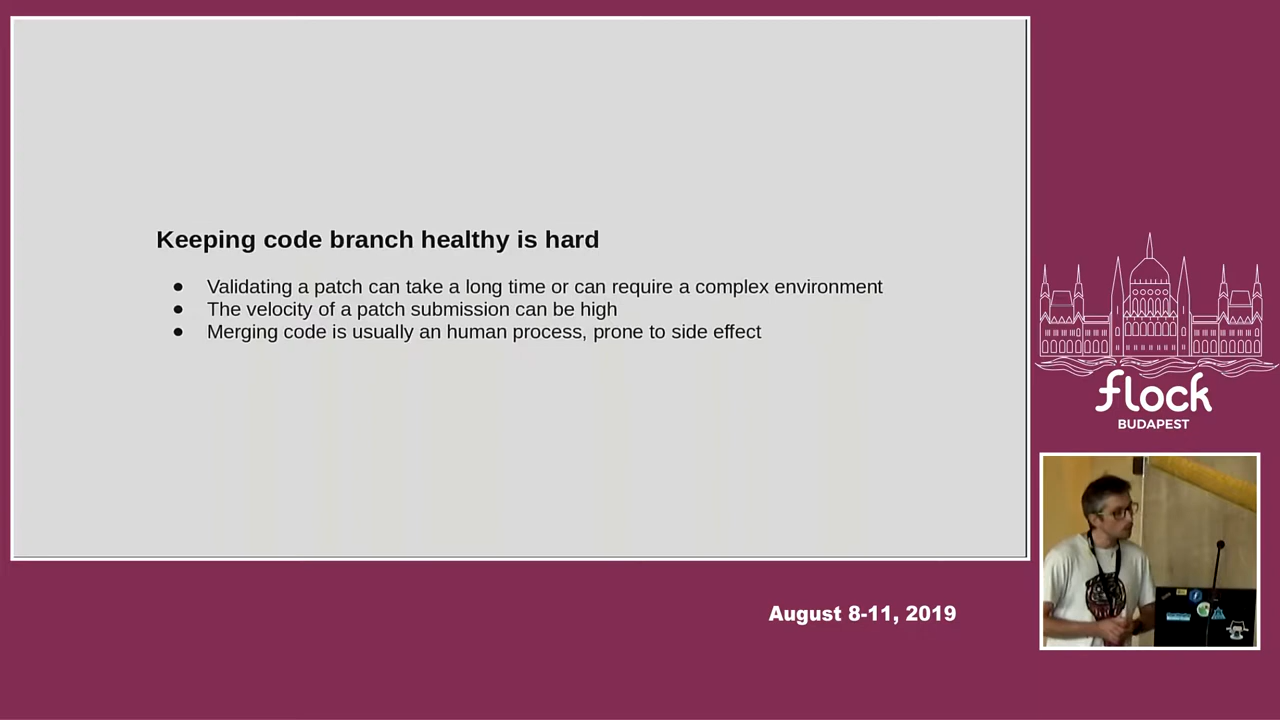 Keeping code branch healthy is hard
● Validating a patch can take a long time or can require a complex environment
● The velocity of a patch submission can be high
● Merging code is usually an human process, prone to side effect
flock
BUDAPEST
August 8-11, 2019